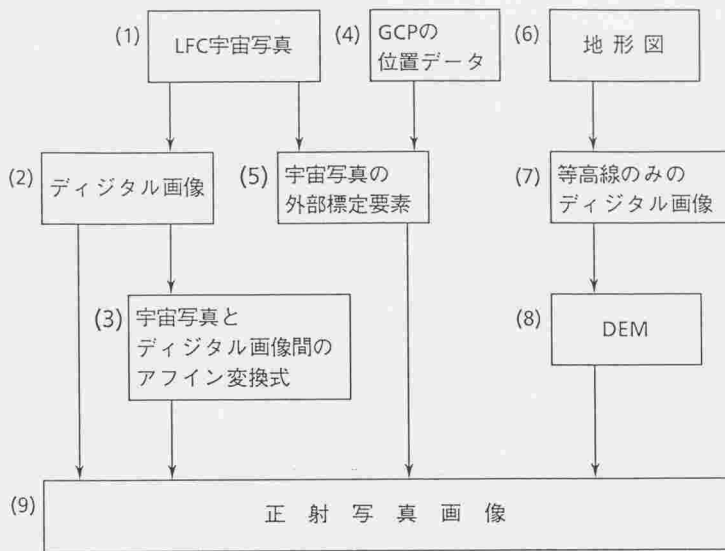 (1)
LFC宇宙写真
(4)
GCPの
位置データ
(6)
地形図
(2)
ディジタル画像
(5)
宇宙写真の
外部標定要素
(7)
等高線のみの
ディジタル画像
(3)
宇宙写真と
ディジタル画像間の
アフイン変換式
(8)
DEM
(9)
正射写真画像